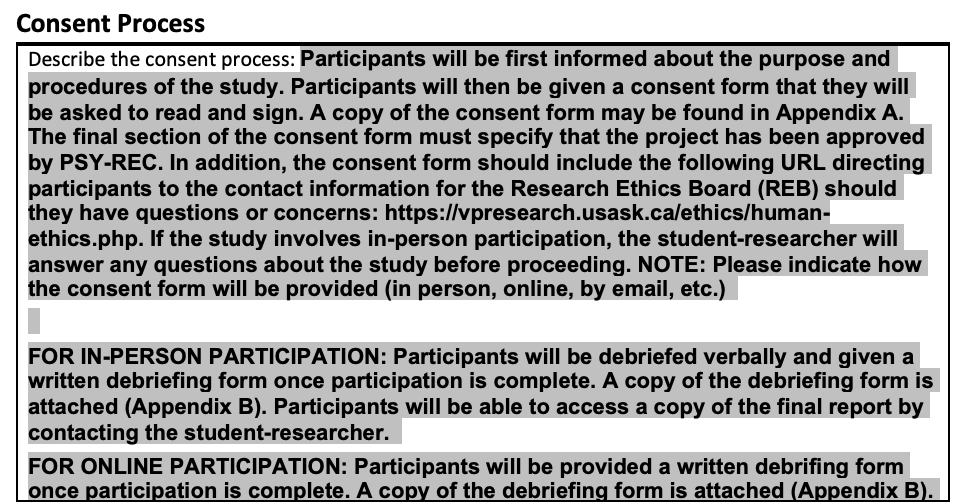 Consent Process
Describe the consent process: Participants will be first informed about the purpose and
procedures of the study. Participants will then be given a consent form that they will
be asked to read and sign. A copy of the consent form may be found in Appendix A.
The final section of the consent form must specify that the project has been approved
by PSY-REC. In addition, the consent form should include the following URL directing
participants to the contact information for the Research Ethics Board (REB) should
they have questions or concerns: https://vpresearch.usask.ca/ethics/human-
ethics.php. If the study involves in-person participation, the student-researcher will
answer any questions about the study before proceeding. NOTE: Please indicate how
the consent form will be provided (in person, online, by email, etc.)
FOR IN-PERSON PARTICIPATION: Participants will be debriefed verbally and given a
written debriefing form once participation is complete. A copy of the debriefing form is
attached (Appendix B). Participants will be able to access a copy of the final report by
contacting the student-researcher.
FOR ONLINE PARTICIPATION: Participants will be provided a written debrifing form
once participation is complete. A copy of the debriefing form is attached (Appendix B).